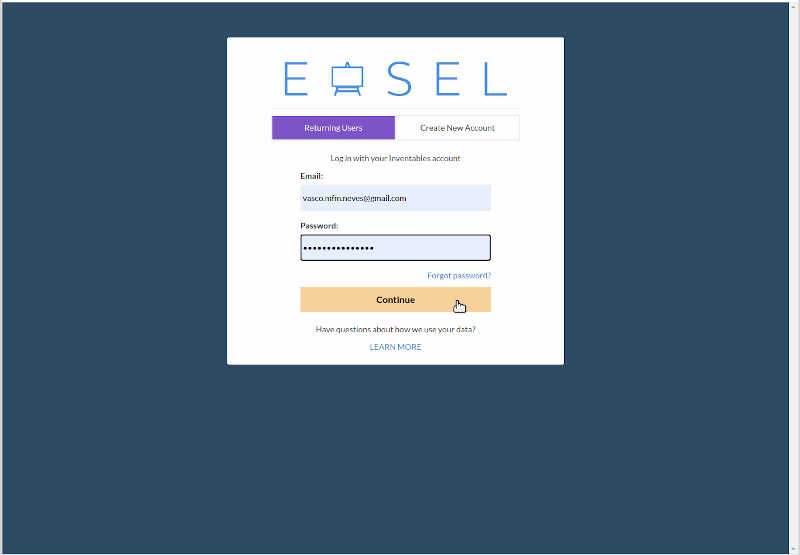 E SEL
Returning Users
Create New Account
Log in with your Inventables account
Email:
vasco.mfm.neves@gmail.com
Password:
•••••••••••••••
Forgot password?
Continue
Have questions about how we use your data?
LEARN MORE